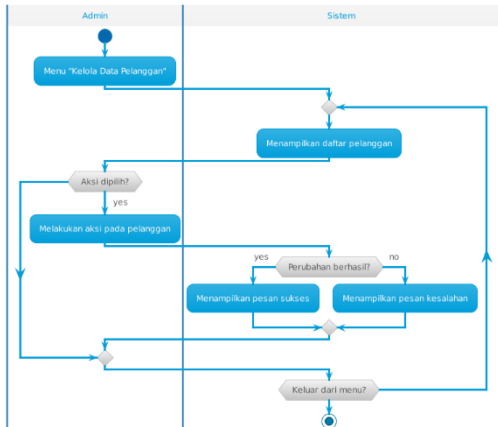 Admin
Sistem
Menu "Kelola Data Pelanggan"
Menampilkan daftar pelanggan
Aksi dipilih?
yes
Melakukan aksi pada pelanggan
yes
Perubahan berhasil?
no
Menampilkan pesan sukses
Menampilkan pesan kesalahan
Keluar dari menu?